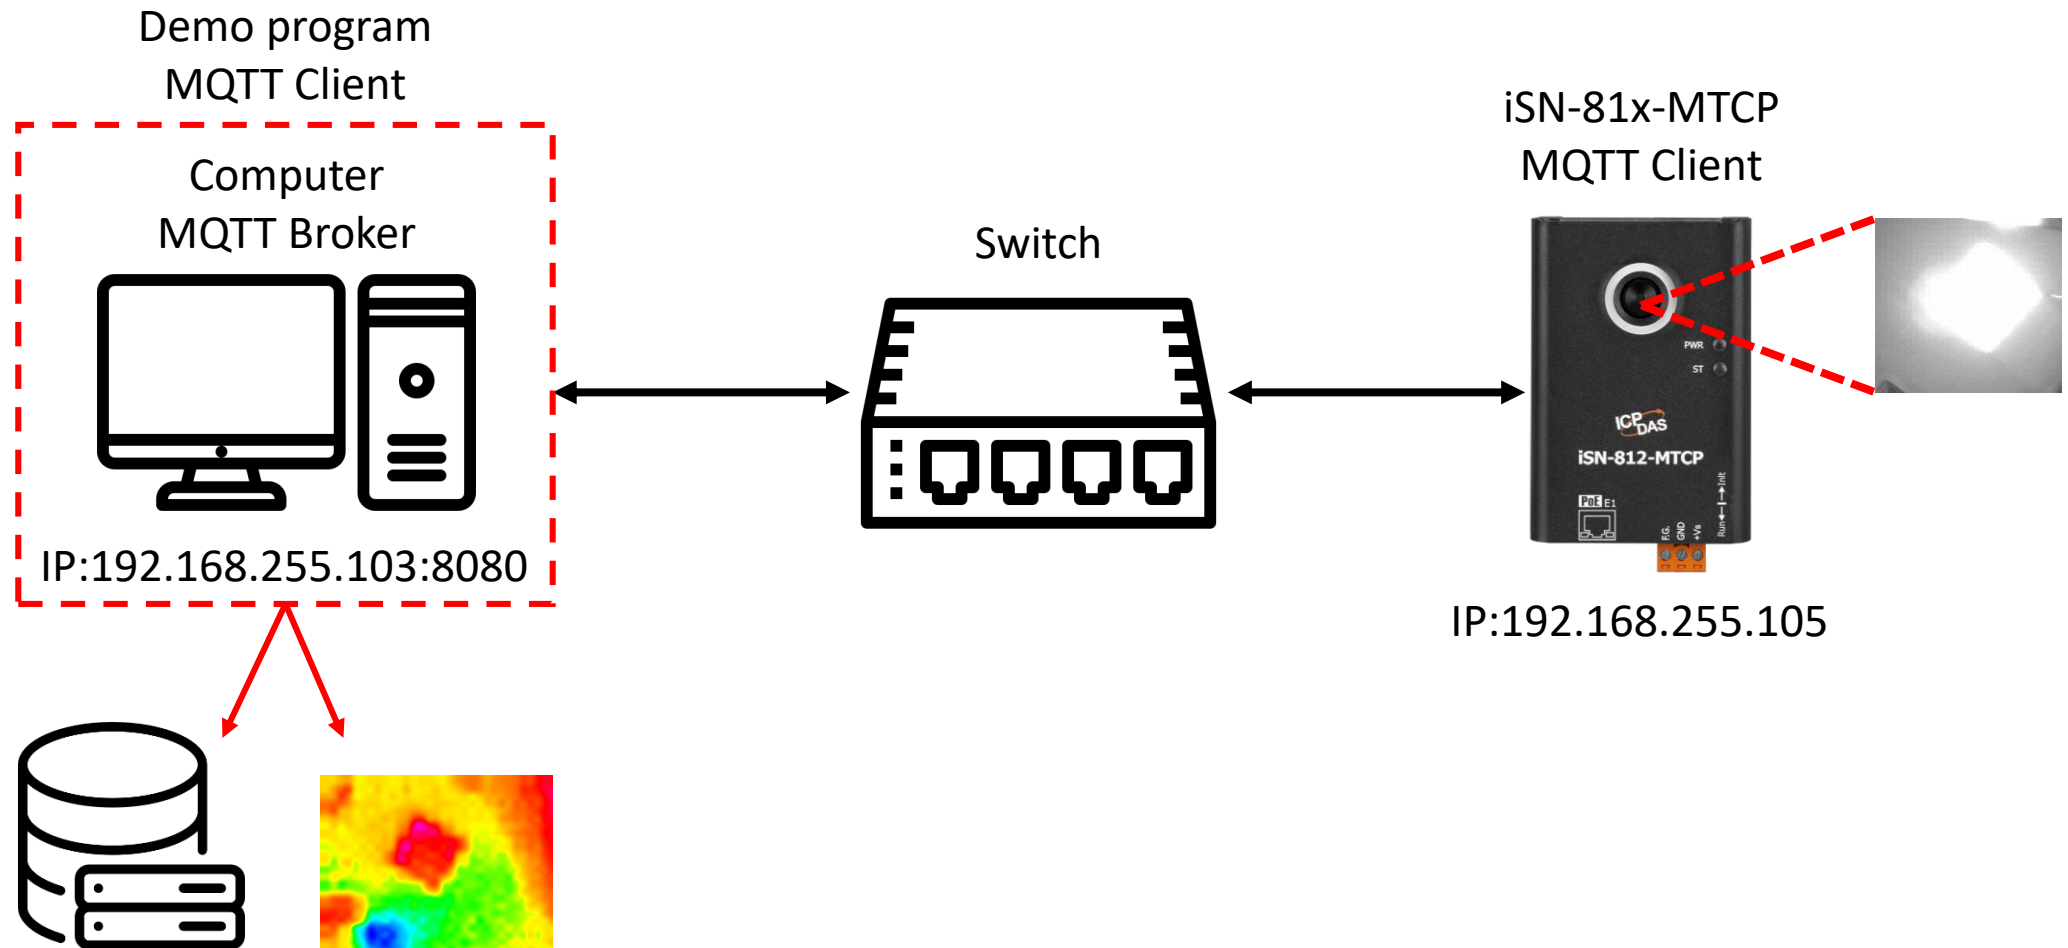 Demo program
MQTT Client
Computer
MQTT Broker
IP:192.168.255.103:8080
Switch
iSN-81x-MTCP
MQTT Client
PWR
ST
ICP
DAS
iSN-812-MTCP
PoE E1
F.G.
GND
+Vs
Run ←|→ Init
IP:192.168.255.105